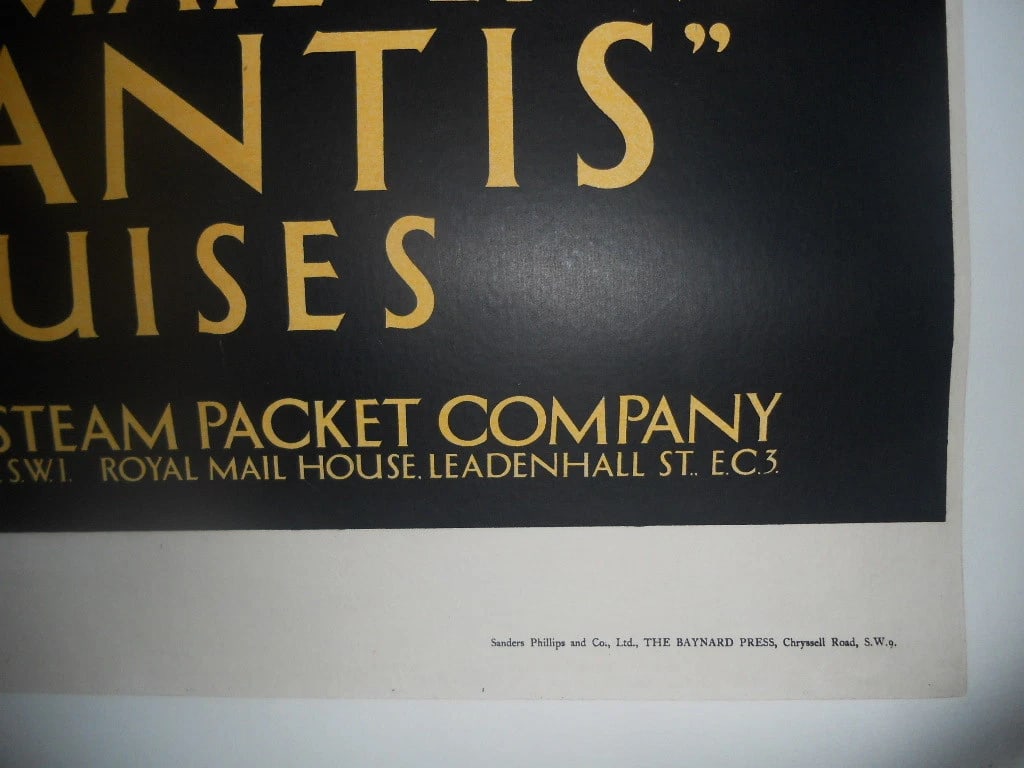 MAIL
ANTIS”
UISES
STEAM PACKET COMPANY
S.W.1. ROYAL MAIL HOUSE, LEADENHALL ST.. E.C.3.
Sanders Phillips and Co., Ltd., THE BAYNARD PRESS, Chryssell Road, S.W.9.